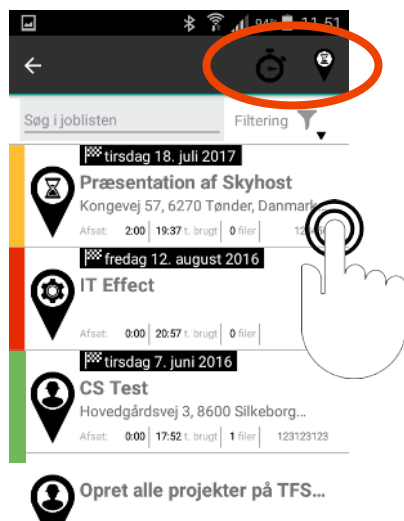 94% 11.51
Søg i joblisten Filtering
tirsdag 18. juli 2017
Præsentation af Skyhost
Kongevej 57, 6270 Tønder, Danmark
Afsat: 2:00 19:37 t. brugt 0 filer
fredag 12. august 2016
IT Effect
Afsat: 0:00 20:57 t. brugt 0 filer
tirsdag 7. juni 2016
CS Test
Hovedgårdsvej 3, 8600 Silkeborg...
Afsat: 0:00 17:52 t. brugt 1 filer 123123123
Opret alle projekter på TFS...